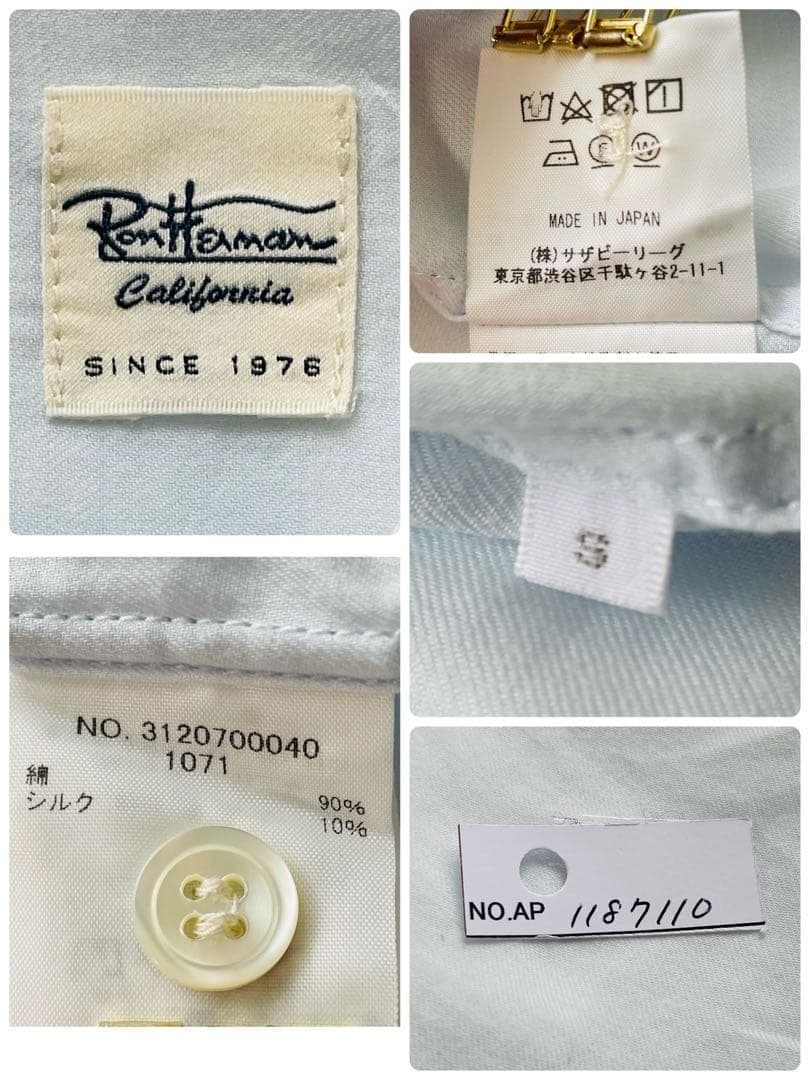 Ron Herman
California
SINCE 1976
MADE IN JAPAN
(株)サザビーリーグ
東京都渋谷区千駄ヶ谷2-11-1
S
NO. 3120700040
1071
綿 90%
シルク 10%
NO.AP 1187110